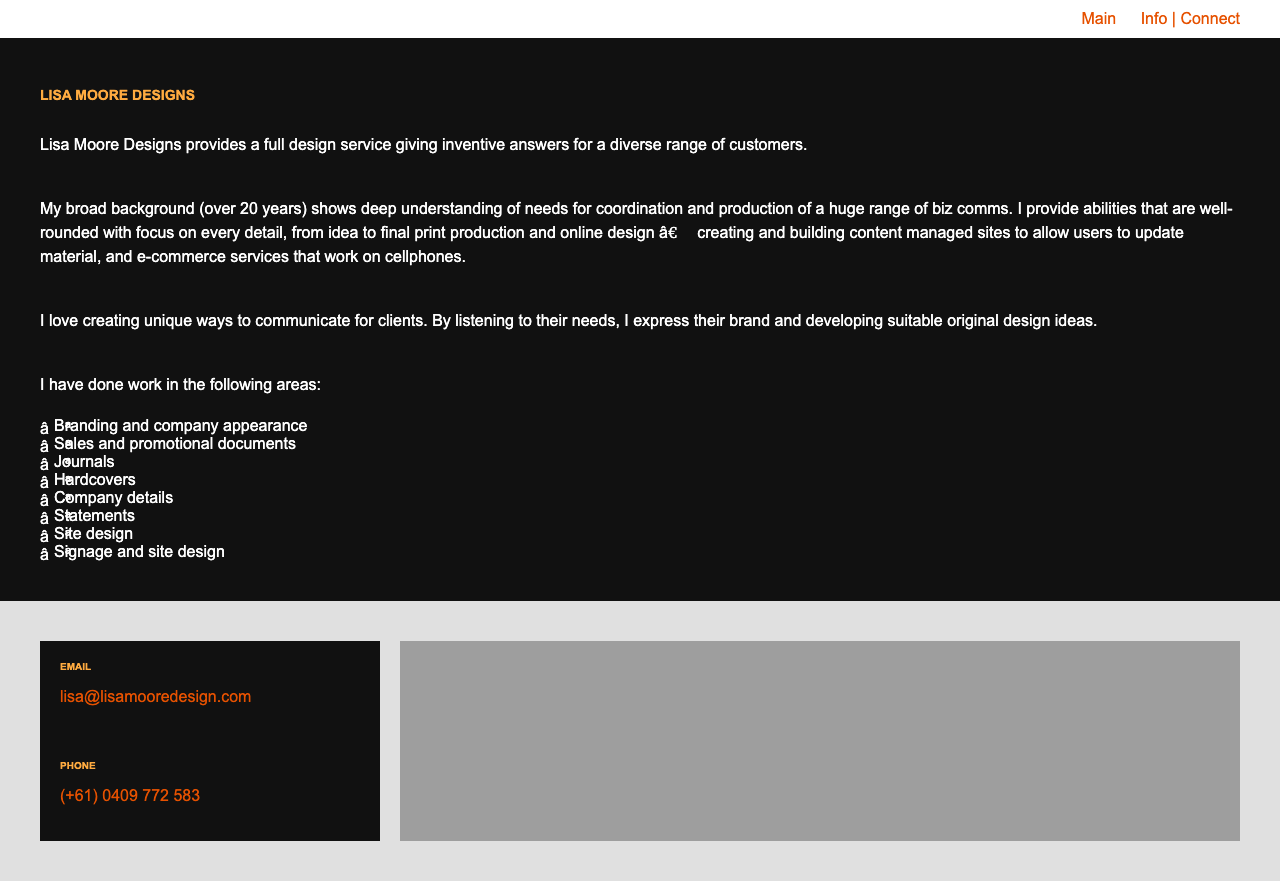 Main Info | Connect
LISA MOORE DESIGNS
Lisa Moore Designs provides a full design service giving inventive answers for a diverse range of customers.
My broad background (over 20 years) shows deep understanding of needs for coordination and production of a huge range of biz comms. I provide abilities that are well-
rounded with focus on every detail, from idea to final print production and online design â€ creating and building content managed sites to allow users to update
material, and e-commerce services that work on cellphones.
I love creating unique ways to communicate for clients. By listening to their needs, I express their brand and developing suitable original design ideas.
I have done work in the following areas:
â Branding and company appearance
â Sales and promotional documents
â Journals
â Hardcovers
â Company details
â Statements
â Site design
â Signage and site design
EMAIL
lisa@lisamooredesign.com
PHONE
(+61) 0409 772 583